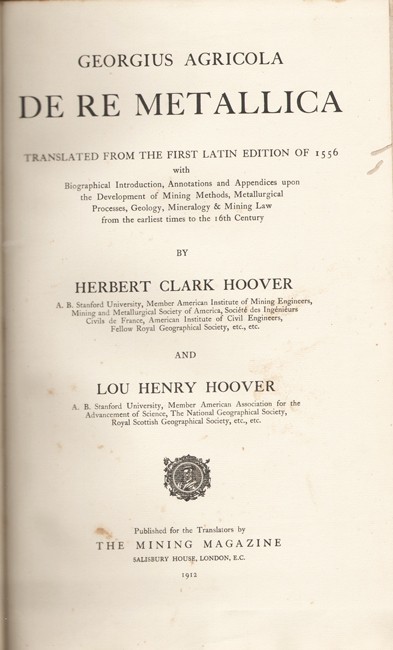 GEORGIUS AGRICOLA
DE RE METALLICA
TRANSLATED FROM THE FIRST LATIN EDITION OF 1556
with
Biographical Introduction, Annotations and Appendices upon
the Development of Mining Methods, Metallurgical
Processes, Geology, Mineralogy & Mining Law
from the earliest times to the 16th Century
BY
HERBERT CLARK HOOVER
A. B. Stanford University, Member American Institute of Mining Engineers,
Mining and Metallurgical Society of America, Société des Ingéniéurs
Civils de France, American Institute of Civil Engineers,
Fellow Royal Geographical Society, etc., etc.
AND
LOU HENRY HOOVER
A. B. Stanford University, Member American Association for the
Advancement of Science, The National Geographical Society,
Royal Scottish Geographical Society, etc., etc.
Published for the Translators by
THE MINING MAGAZINE
SALISBURY HOUSE, LONDON, E.C.
1912